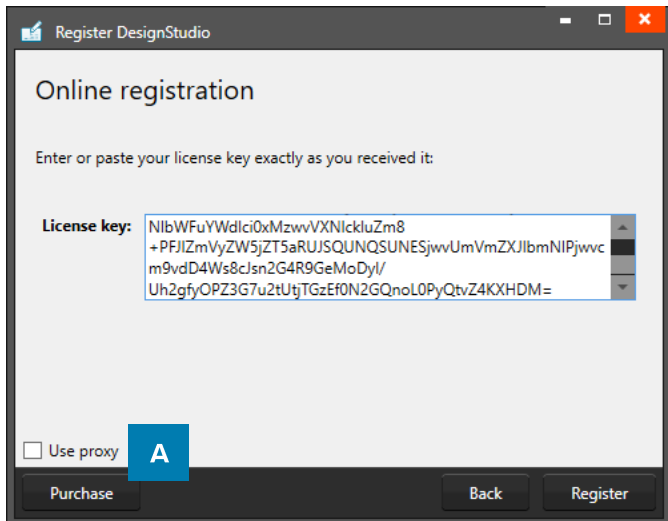 Register DesignStudio
Online registration
Enter or paste your license key exactly as you received it:
License key:
NIbWFuYWdlci0xMzwvVXNlckluZm8
+PFJlZmVyZW5jZT5aRUJSQUNQSUNESjwvUmVmZXJlbmNlPjwvc
m9vdD4Ws8cJsn2G4R9GeMoDyI/
Uh2gfyOPZ3G7u2tUtjTGzEf0N2GQnoL0PyQtvZ4KXHDM=
Use proxy
A
Purchase
Back
Register